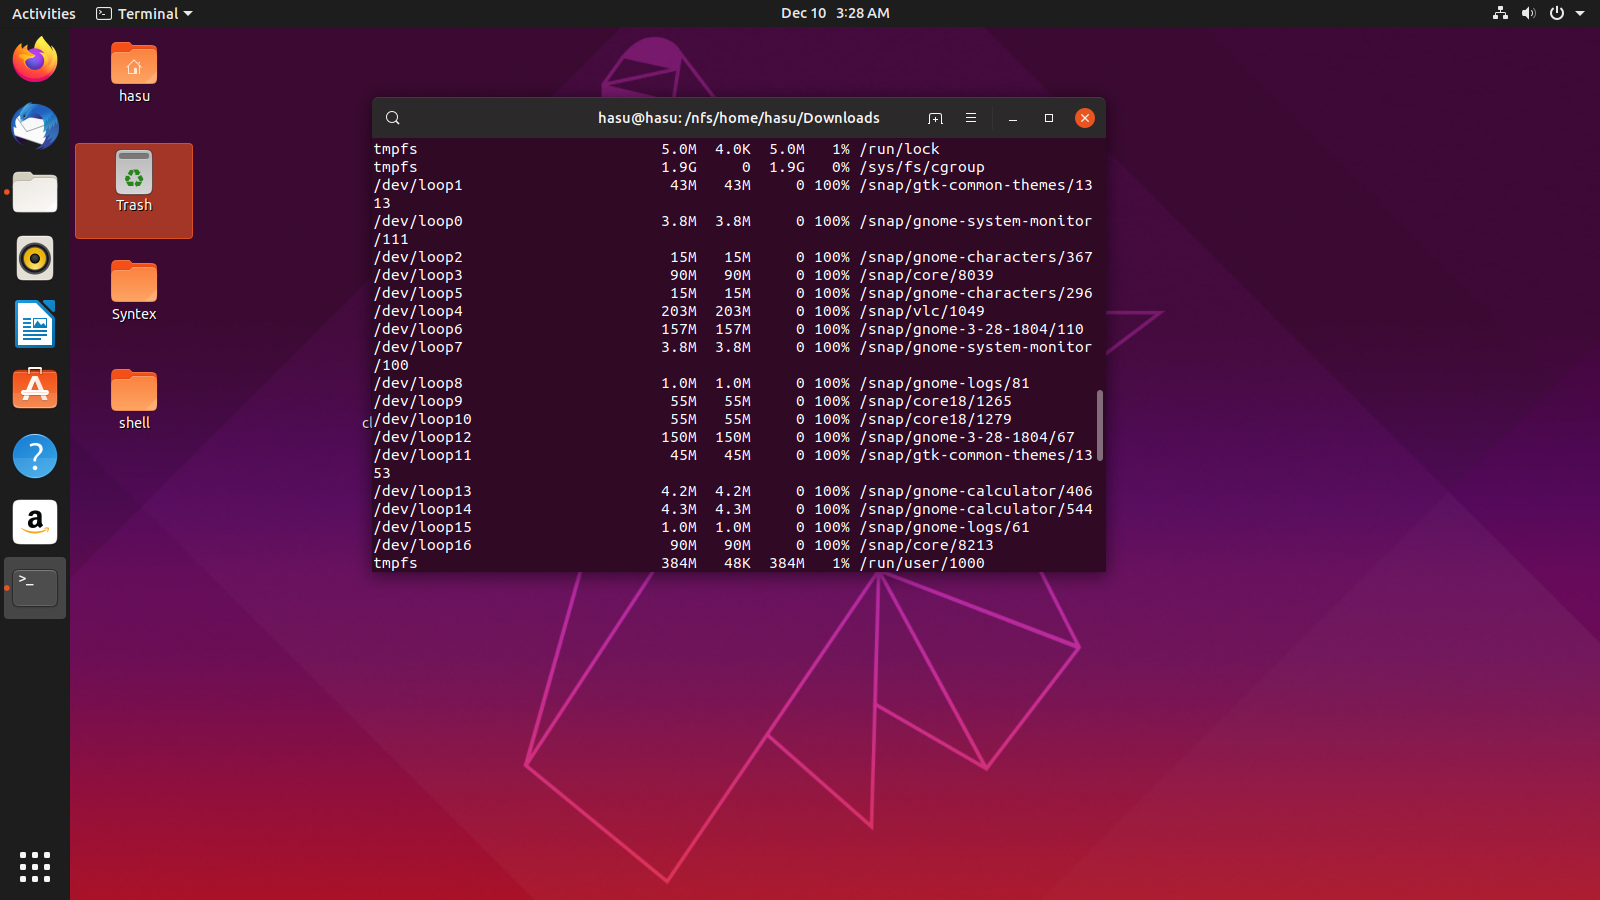 Activities Terminal Dec 10 3:28 AM
hasu
Trash
Syntex
shell
cl
hasu@hasu: /nfs/home/hasu/Downloads
tmpfs 5.0M 4.0K 5.0M 1% /run/lock
tmpfs 1.9G 0 1.9G 0% /sys/fs/cgroup
/dev/loop1 43M 43M 0 100% /snap/gtk-common-themes/13
13
/dev/loop0 3.8M 3.8M 0 100% /snap/gnome-system-monitor
/111
/dev/loop2 15M 15M 0 100% /snap/gnome-characters/367
/dev/loop3 90M 90M 0 100% /snap/core/8039
/dev/loop5 15M 15M 0 100% /snap/gnome-characters/296
/dev/loop4 203M 203M 0 100% /snap/vlc/1049
/dev/loop6 157M 157M 0 100% /snap/gnome-3-28-1804/110
/dev/loop7 3.8M 3.8M 0 100% /snap/gnome-system-monitor
/100
/dev/loop8 1.0M 1.0M 0 100% /snap/gnome-logs/81
/dev/loop9 55M 55M 0 100% /snap/core18/1265
/dev/loop10 55M 55M 0 100% /snap/core18/1279
/dev/loop12 150M 150M 0 100% /snap/gnome-3-28-1804/67
/dev/loop11 45M 45M 0 100% /snap/gtk-common-themes/13
53
/dev/loop13 4.2M 4.2M 0 100% /snap/gnome-calculator/406
/dev/loop14 4.3M 4.3M 0 100% /snap/gnome-calculator/544
/dev/loop15 1.0M 1.0M 0 100% /snap/gnome-logs/61
/dev/loop16 90M 90M 0 100% /snap/core/8213
tmpfs 384M 48K 384M 1% /run/user/1000